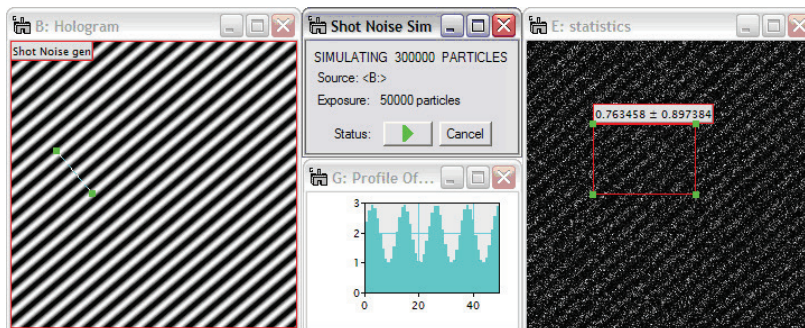 B: Hologram
Shot Noise gen
Shot Noise Sim
SIMULATING 300000 PARTICLES
Source: <B:>
Exposure: 50000 particles
Status:
Cancel
G: Profile Of...
3
2
1
0
0 20 40
E: statistics
0.763458 ± 0.897384